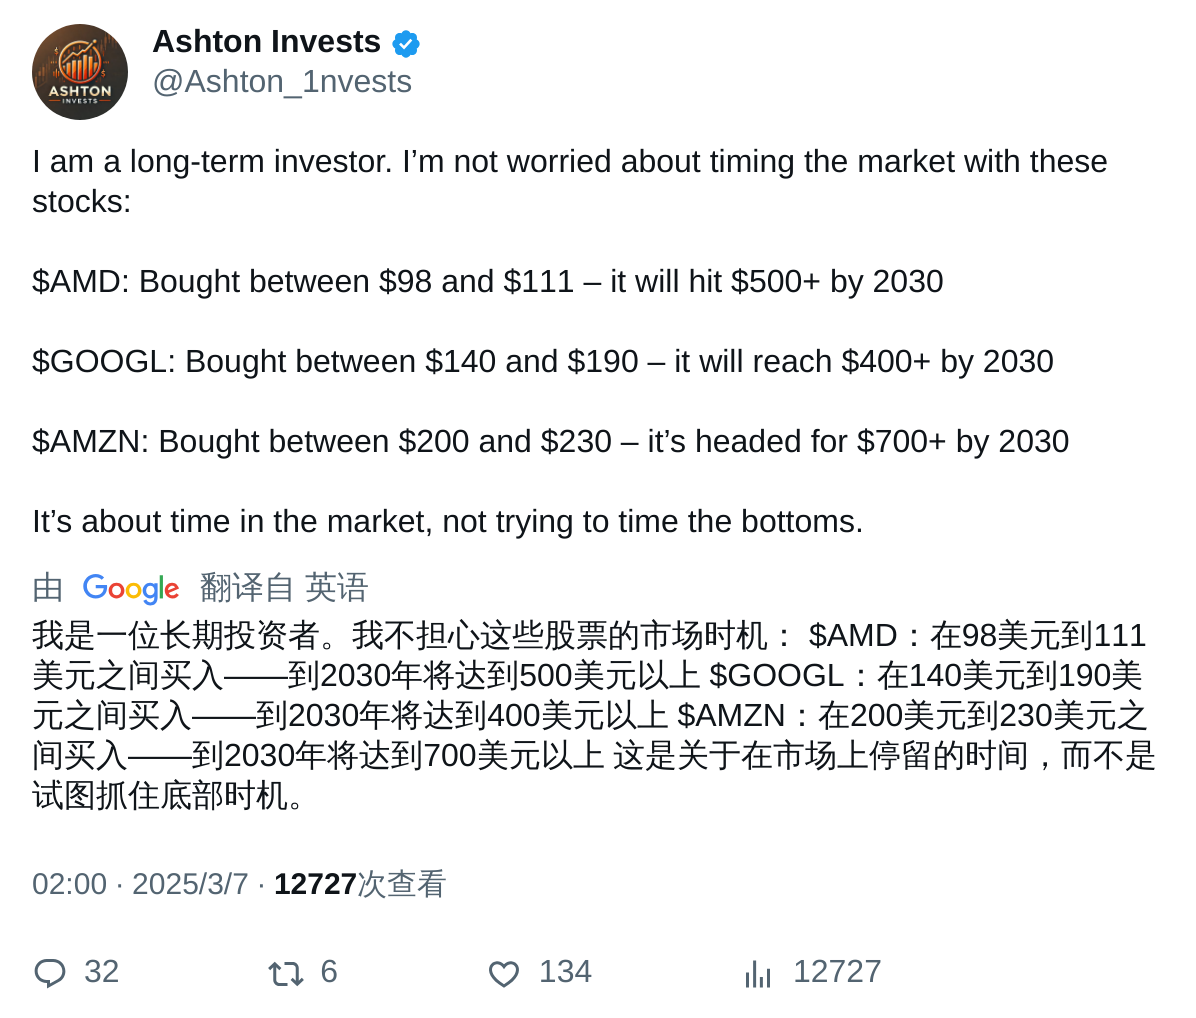 ASHTON
INVESTS
Ashton Invests
@Ashton_1nvests
I am a long-term investor. I’m not worried about timing the market with these
stocks:
$AMD: Bought between $98 and $111 – it will hit $500+ by 2030
$GOOGL: Bought between $140 and $190 – it will reach $400+ by 2030
$AMZN: Bought between $200 and $230 – it’s headed for $700+ by 2030
It’s about time in the market, not trying to time the bottoms.
由 Google 翻译自 英语
我是一位长期投资者。我不担心这些股票的市场时机： $AMD：在98美元到111
美元之间买入——到2030年将达到500美元以上 $GOOGL：在140美元到190美
元之间买入——到2030年将达到400美元以上 $AMZN：在200美元到230美元之
间买入——到2030年将达到700美元以上 这是关于在市场上停留的时间，而不是
试图抓住底部时机。
02:00 · 2025/3/7 · 12727次查看
32 6 134 12727